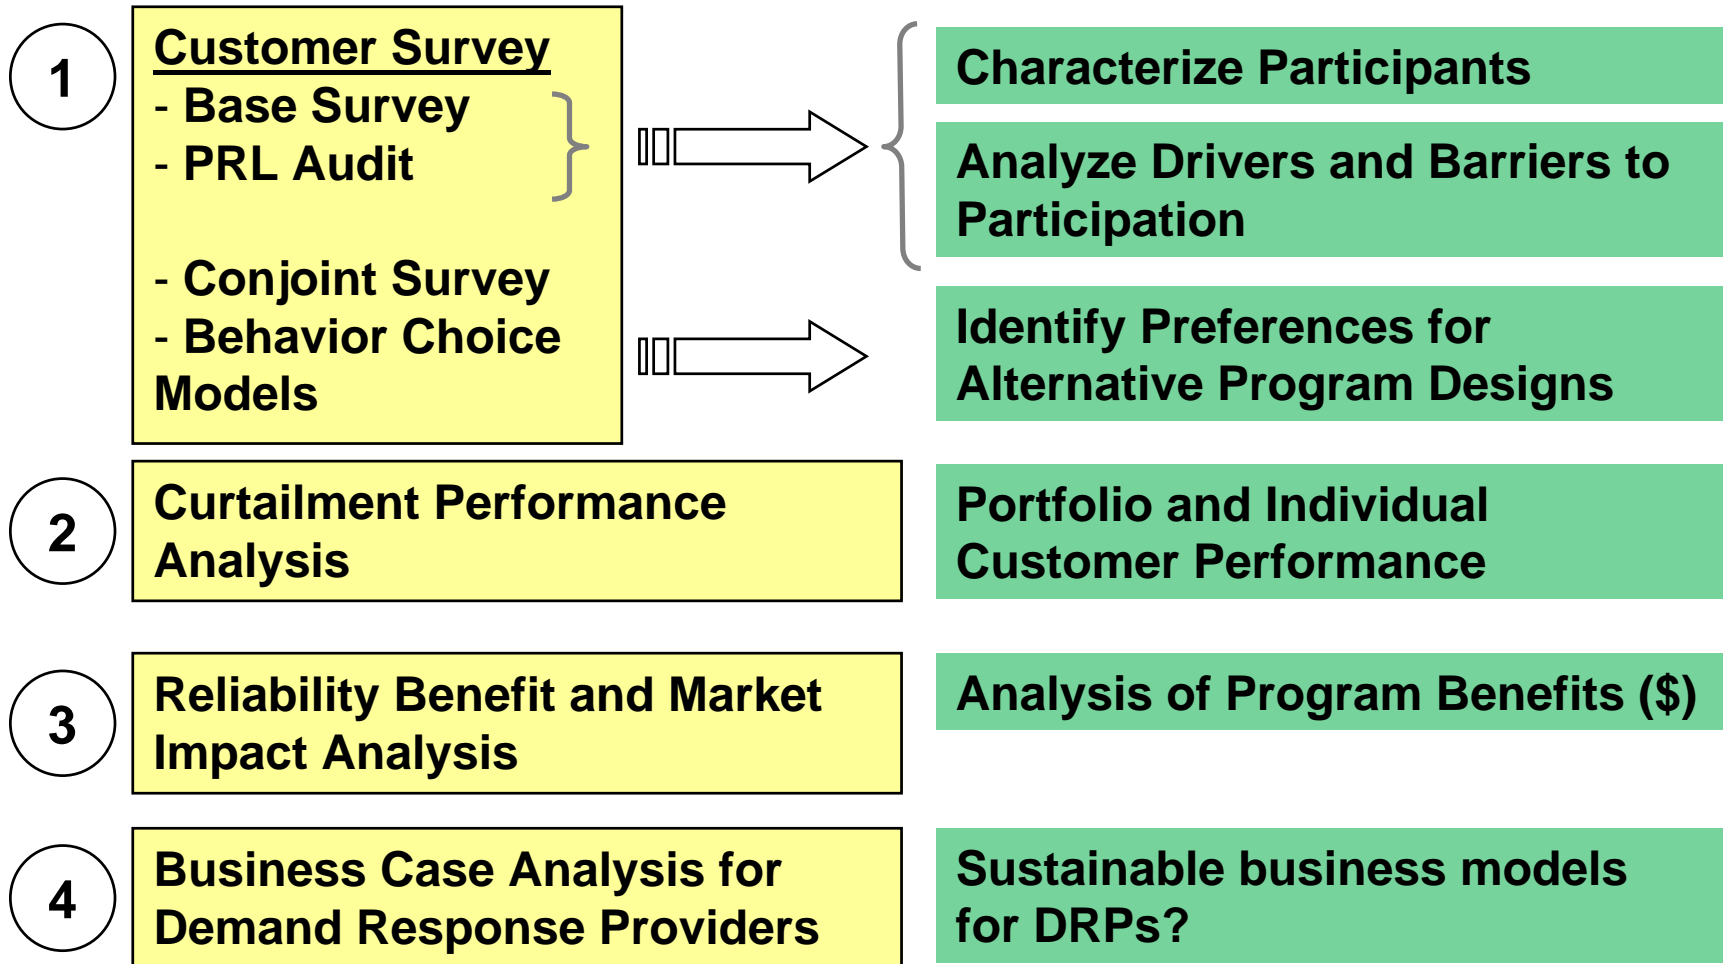 1
Customer Survey
- Base Survey
- PRL Audit
- Conjoint Survey
- Behavior Choice
Models
Characterize Participants
Analyze Drivers and Barriers to
Participation
Identify Preferences for
Alternative Program Designs
2
Curtailment Performance
Analysis
Portfolio and Individual
Customer Performance
3
Reliability Benefit and Market
Impact Analysis
Analysis of Program Benefits ($)
4
Business Case Analysis for
Demand Response Providers
Sustainable business models
for DRPs?